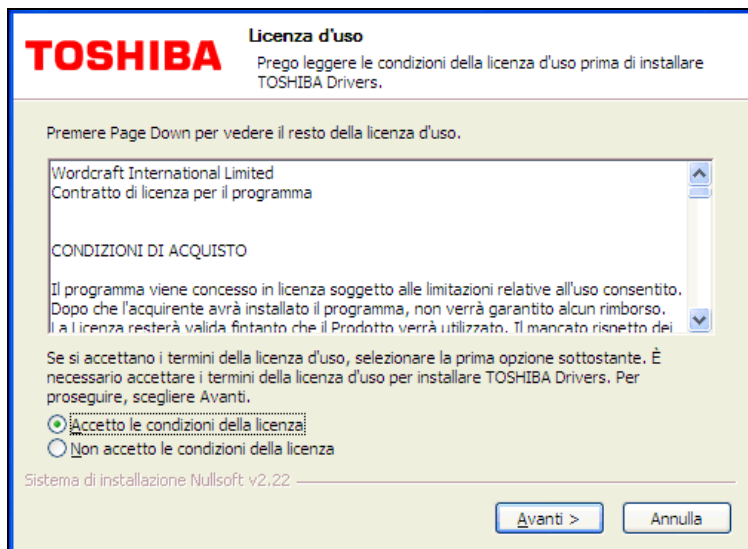 TOSHIBA
Licenza d'uso
Prego leggere le condizioni della licenza d'uso prima di installare
TOSHIBA Drivers.
Premere Page Down per vedere il resto della licenza d'uso.
Wordcraft International Limited
Contratto di licenza per il programma
CONDIZIONI DI ACQUISTO
Il programma viene concesso in licenza soggetto alle limitazioni relative all'uso consentito.
Dopo che l'acquirente avrà installato il programma, non verrà garantito alcun rimborso.
La Licenza resterà valida fintanto che il Prodotto verrà utilizzato. Il mancato rispetto dei
Se si accettano i termini della licenza d'uso, selezionare la prima opzione sottostante. È
necessario accettare i termini della licenza d'uso per installare TOSHIBA Drivers. Per
proseguire, scegliere Avanti.
Accetto le condizioni della licenza
Non accetto le condizioni della licenza
Sistema di installazione Nullsoft v2.22
Avanti >
Annulla